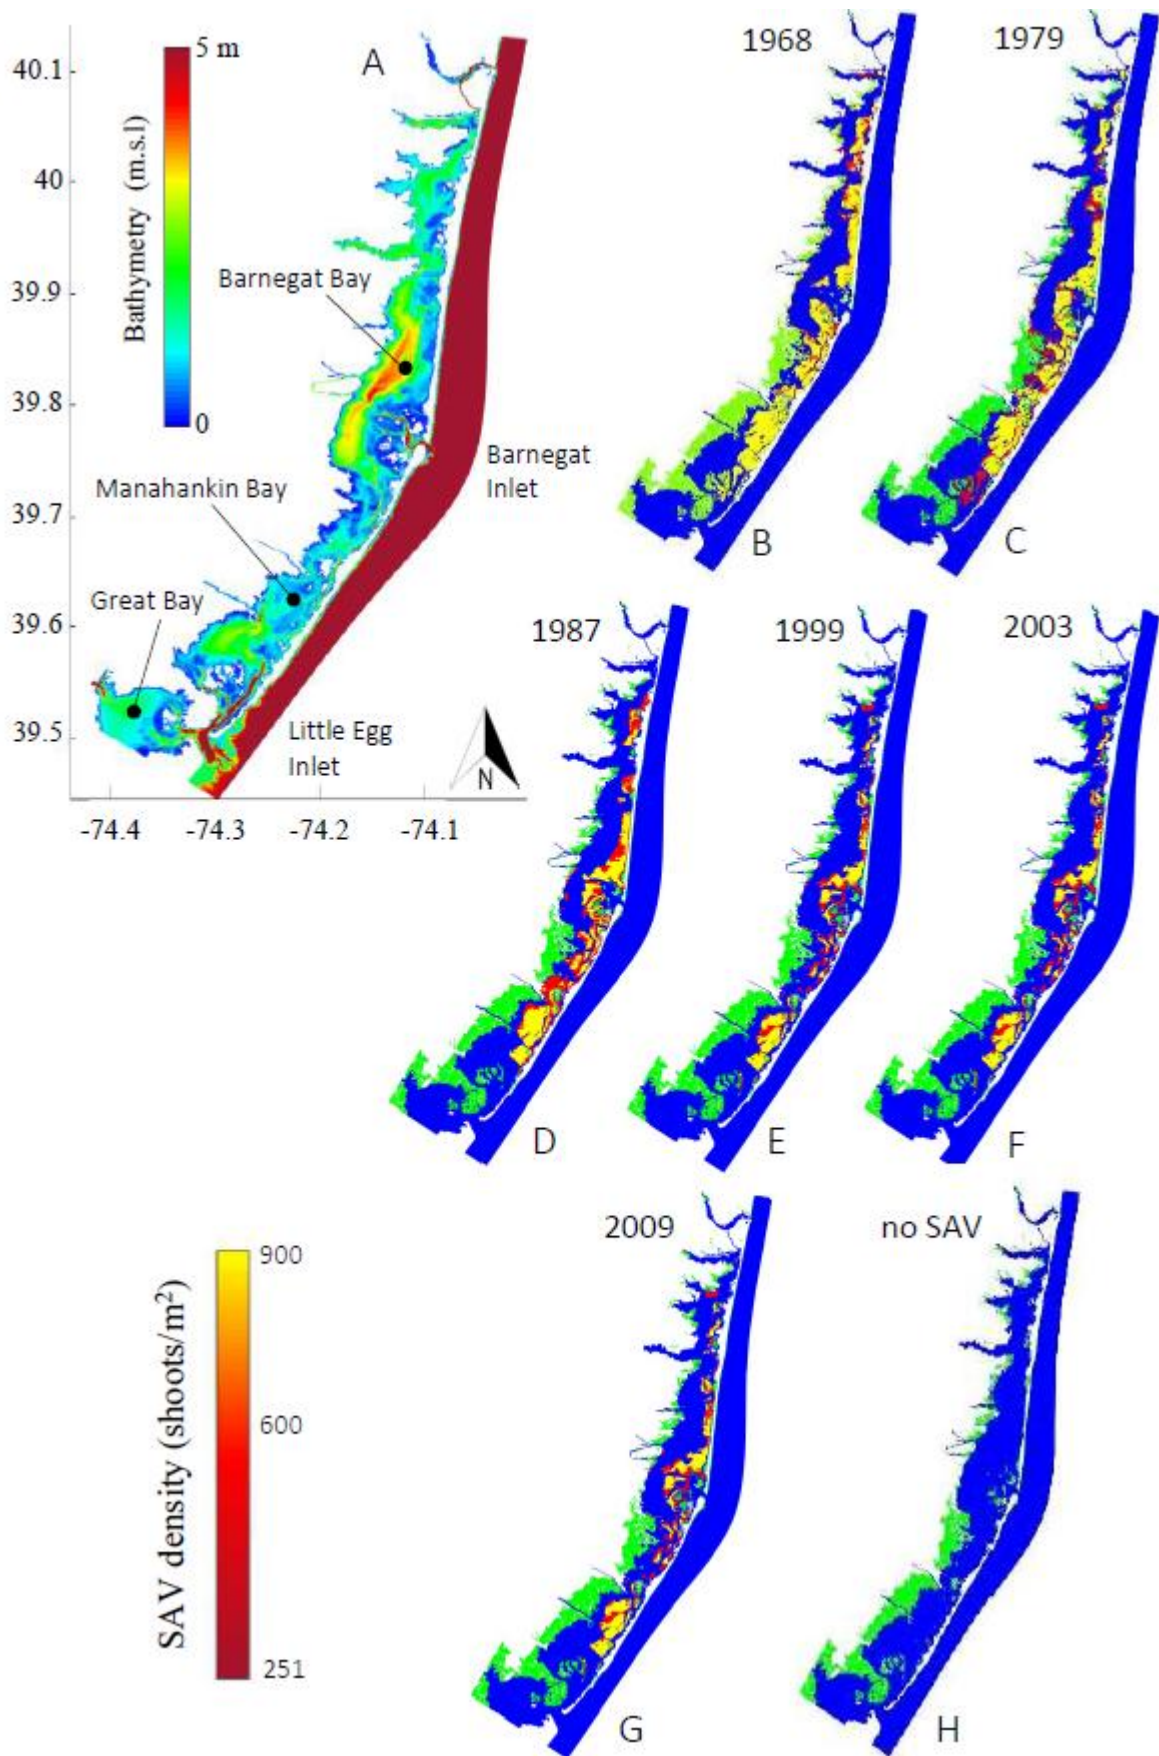 5 m
A
1968
1979
40.1
40
39.9
39.8
39.7
39.6
39.5
Bathymetry (m.s.l)
0
Barnegat Bay
Barnegat
Inlet
Manahankin Bay
Great Bay
Little Egg
Inlet
N
-74.4
-74.3
-74.2
-74.1
B
C
1987
1999
2003
D
E
F
2009
no SAV
SAV density (shoots/m²)
900
600
251
G
H